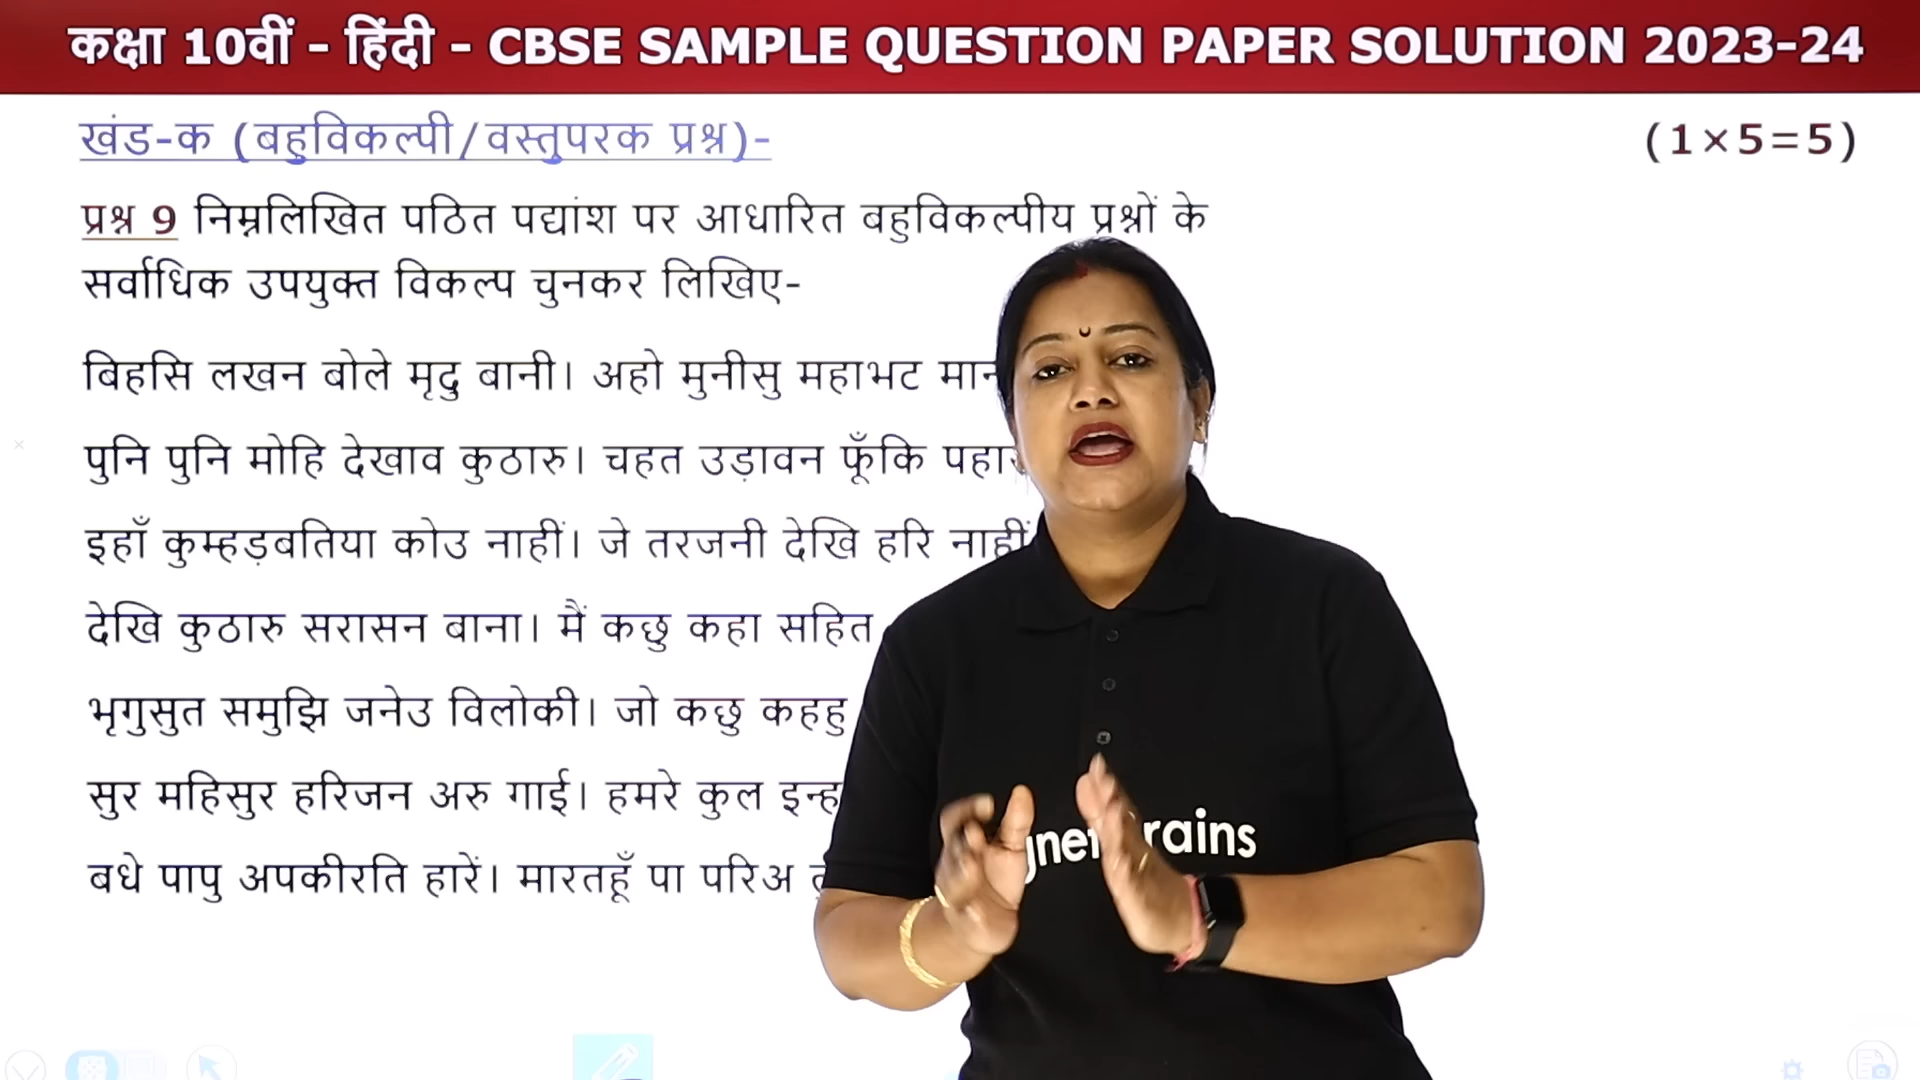 कक्षा 10वीं - हिंदी - CBSE SAMPLE QUESTION PAPER SOLUTION 2023-24
खंड-क (बहुविकल्पी/वस्तुपरक प्रश्न)- (1×5=5)
प्रश्न 9 निम्नलिखित पठित पद्यांश पर आधारित बहुविकल्पीय प्रश्नों के
सर्वाधिक उपयुक्त विकल्प चुनकर लिखिए-
बिहसि लखन बोले मृदु बानी। अहो मुनीसु महाभट
पुनि पुनि मोहि देखाव कुठारु। चहत उड़ावन फूँकि
इहाँ कुम्हड़बतिया कोउ नाहीं। जे तरजनी देखि हरि नाहीं
देखि कुठारु सरासन बाना। मैं कछु कहा सहित
भृगुसुत समुझि जनेउ विलोकी। जो कछु कहहु
सुर महिसुर हरिजन अरु गाई। हमरे कुल
बधे पापु अपकीरति हारें। मारतहूँ पा परिअ